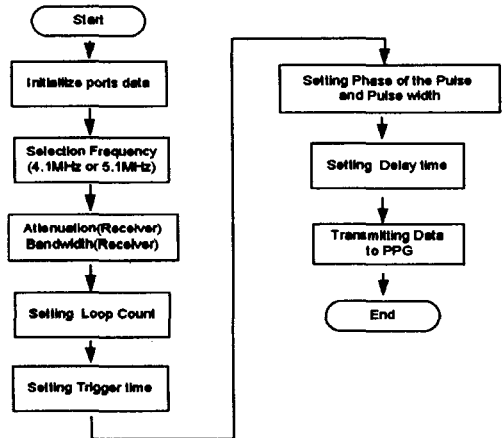 Start
Initiaitize ports data
Selection Frequency
(4.1MHz or 5.1MHz)
Attenuation(Receiver)
Bandwidth(Receiver)
Setting Loop Count
Setting Trigger time
Setting Phase of the Pulse
and Pulse width
Setting Delay time
Transmitting Data
to PPG
End